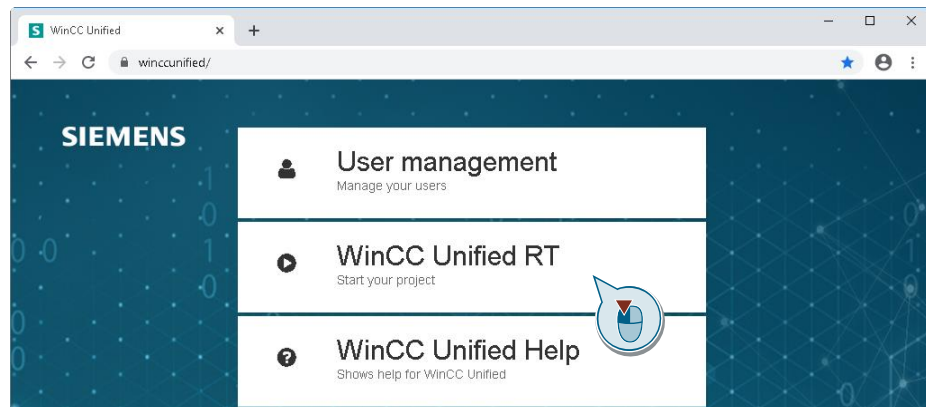 S WinCC Unified
winccunified/
SIEMENS
User management
Manage your users
WinCC Unified RT
Start your project
WinCC Unified Help
Shows help for WinCC Unified